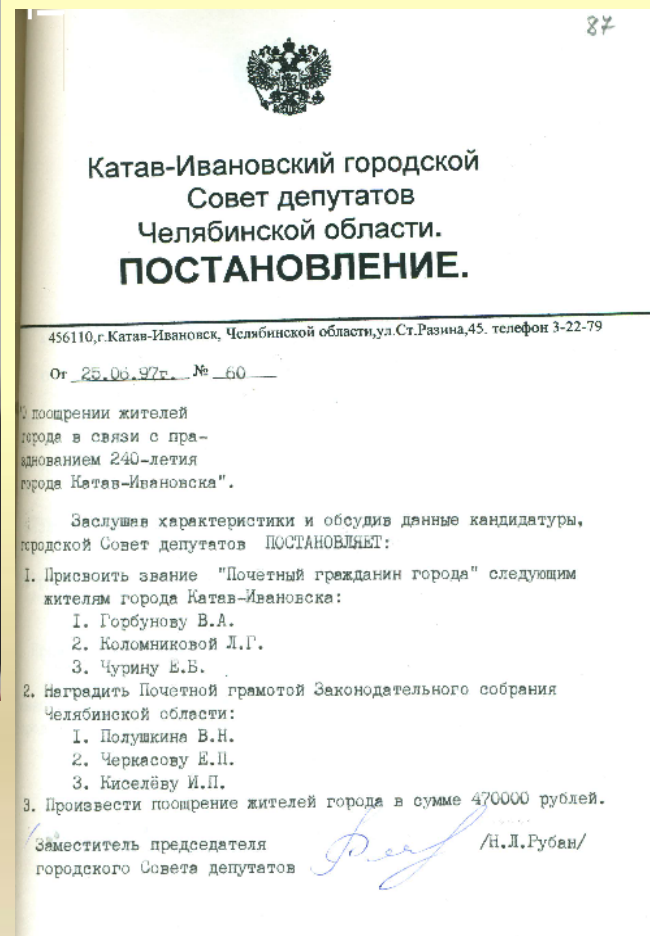 87
Катав-Ивановский городской
Совет депутатов
Челябинской области.
ПОСТАНОВЛЕНИЕ.
456110,г.Катав-Ивановск, Челябинской области,ул.Ст.Разина,45. телефон 3-22-79
От 25.06.97г. № 60
"О поощрении жителей
города в связи с пра-
зднованием 240-летия
города Катав-Ивановска".
Заслушав характеристики и обсудив данные кандидатуры,
городской Совет депутатов ПОСТАНОВЛЯЕТ:
I. Присвоить звание "Почетный гражданин города" следующим
жителям города Катав-Ивановска:
I. Горбунову В.А.
2. Коломниковой Л.Г.
3. Чурину Е.Б.
2. Наградить Почетной грамотой Законодательного собрания
Челябинской области:
I. Полушкина В.Н.
2. Черкасову Е.П.
3. Киселёву И.П.
3. Произвести поощрение жителей города в сумме 470000 рублей.
Заместитель председателя /Н.Л.Рубан/
городского Совета депутатов